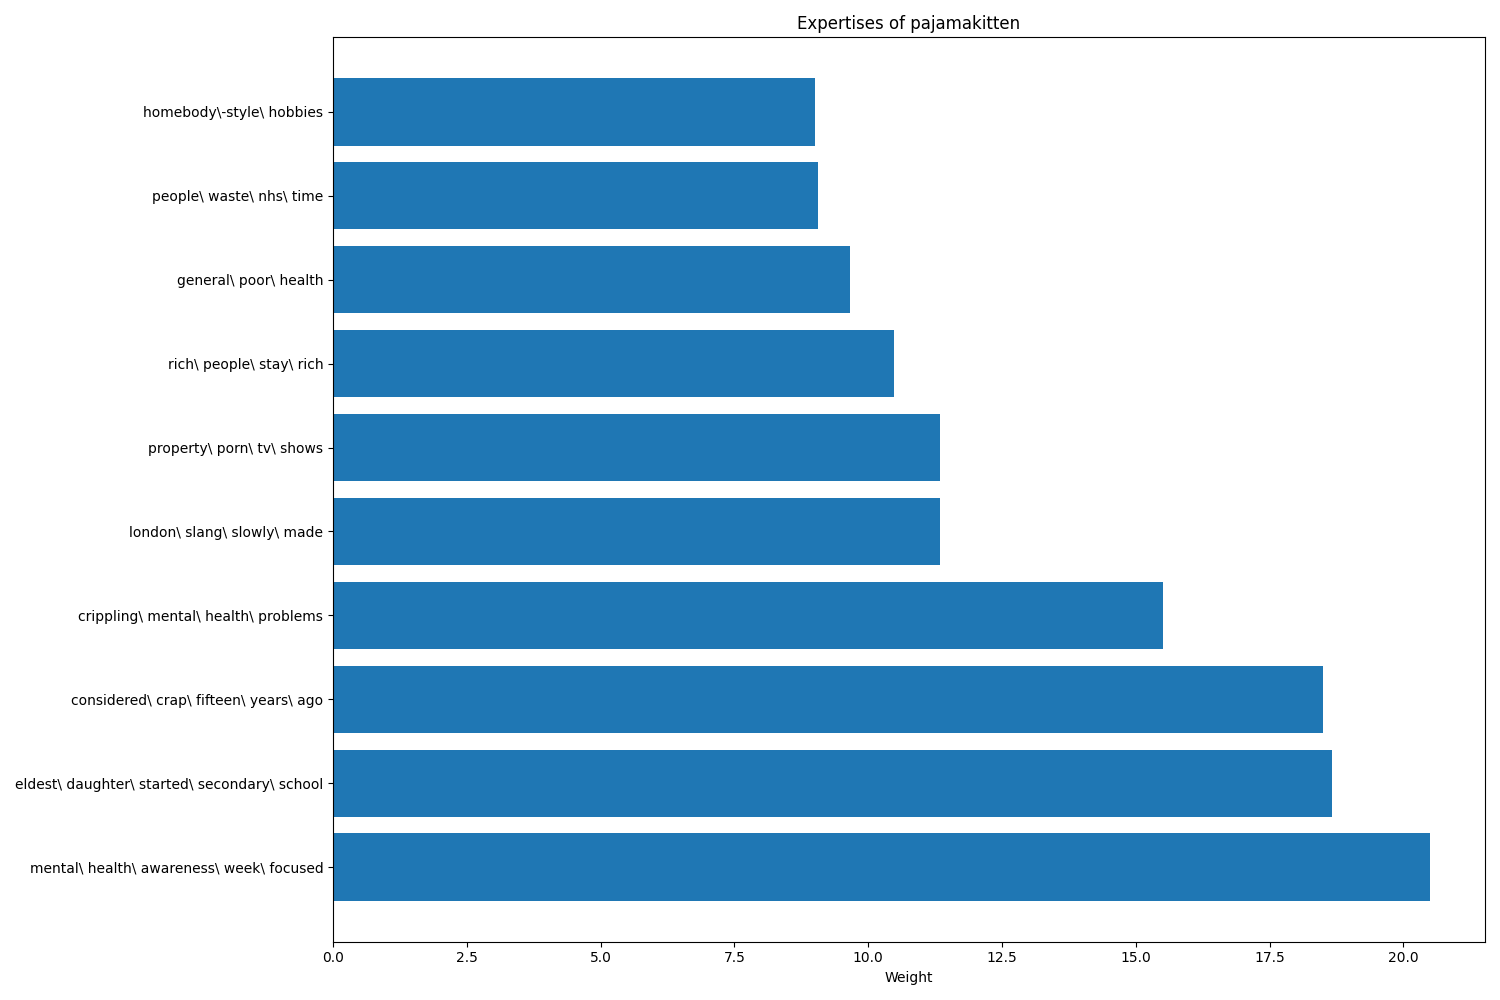 Expertises of pajamakitten
homebody\-style\ hobbies
people\ waste\ nhs\ time
general\ poor\ health
rich\ people\ stay\ rich
property\ porn\ tv\ shows
london\ slang\ slowly\ made
crippling\ mental\ health\ problems
considered\ crap\ fifteen\ years\ ago
eldest\ daughter\ started\ secondary\ school
mental\ health\ awareness\ week\ focused
0.0 2.5 5.0 7.5 10.0 12.5 15.0 17.5 20.0
Weight